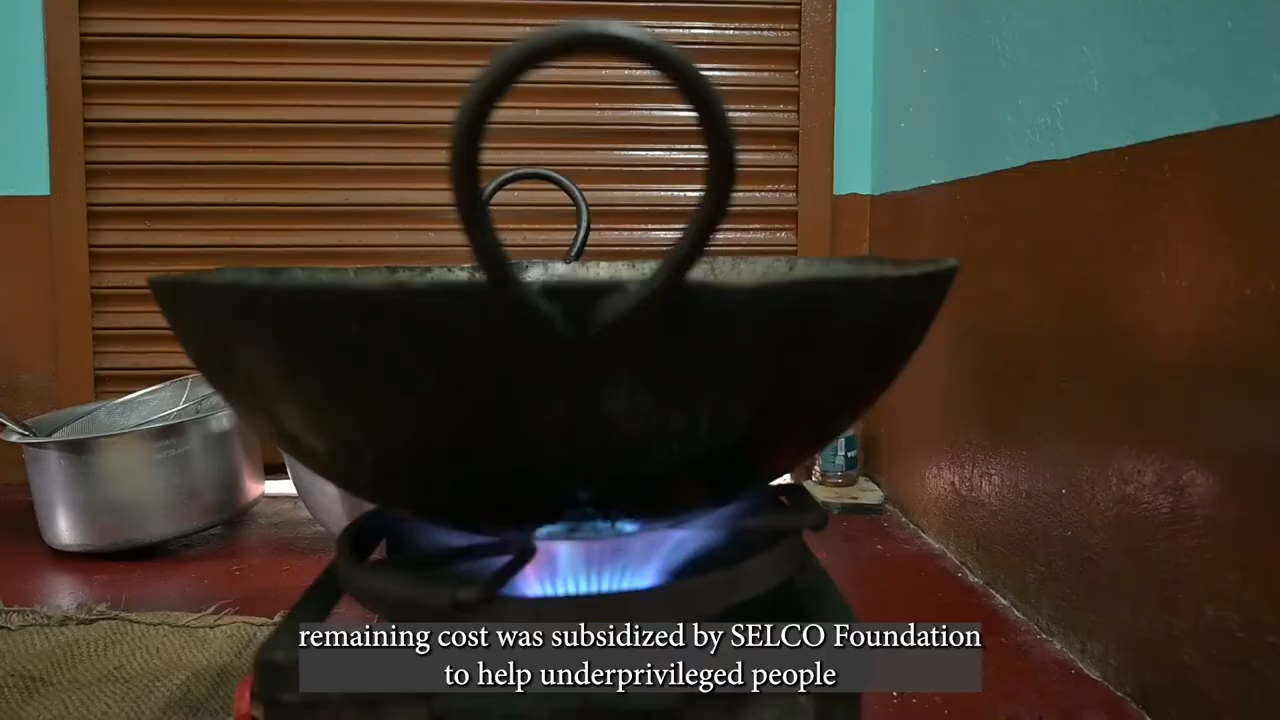 remaining cost was subsidized by SELCO Foundation
to help underprivileged people